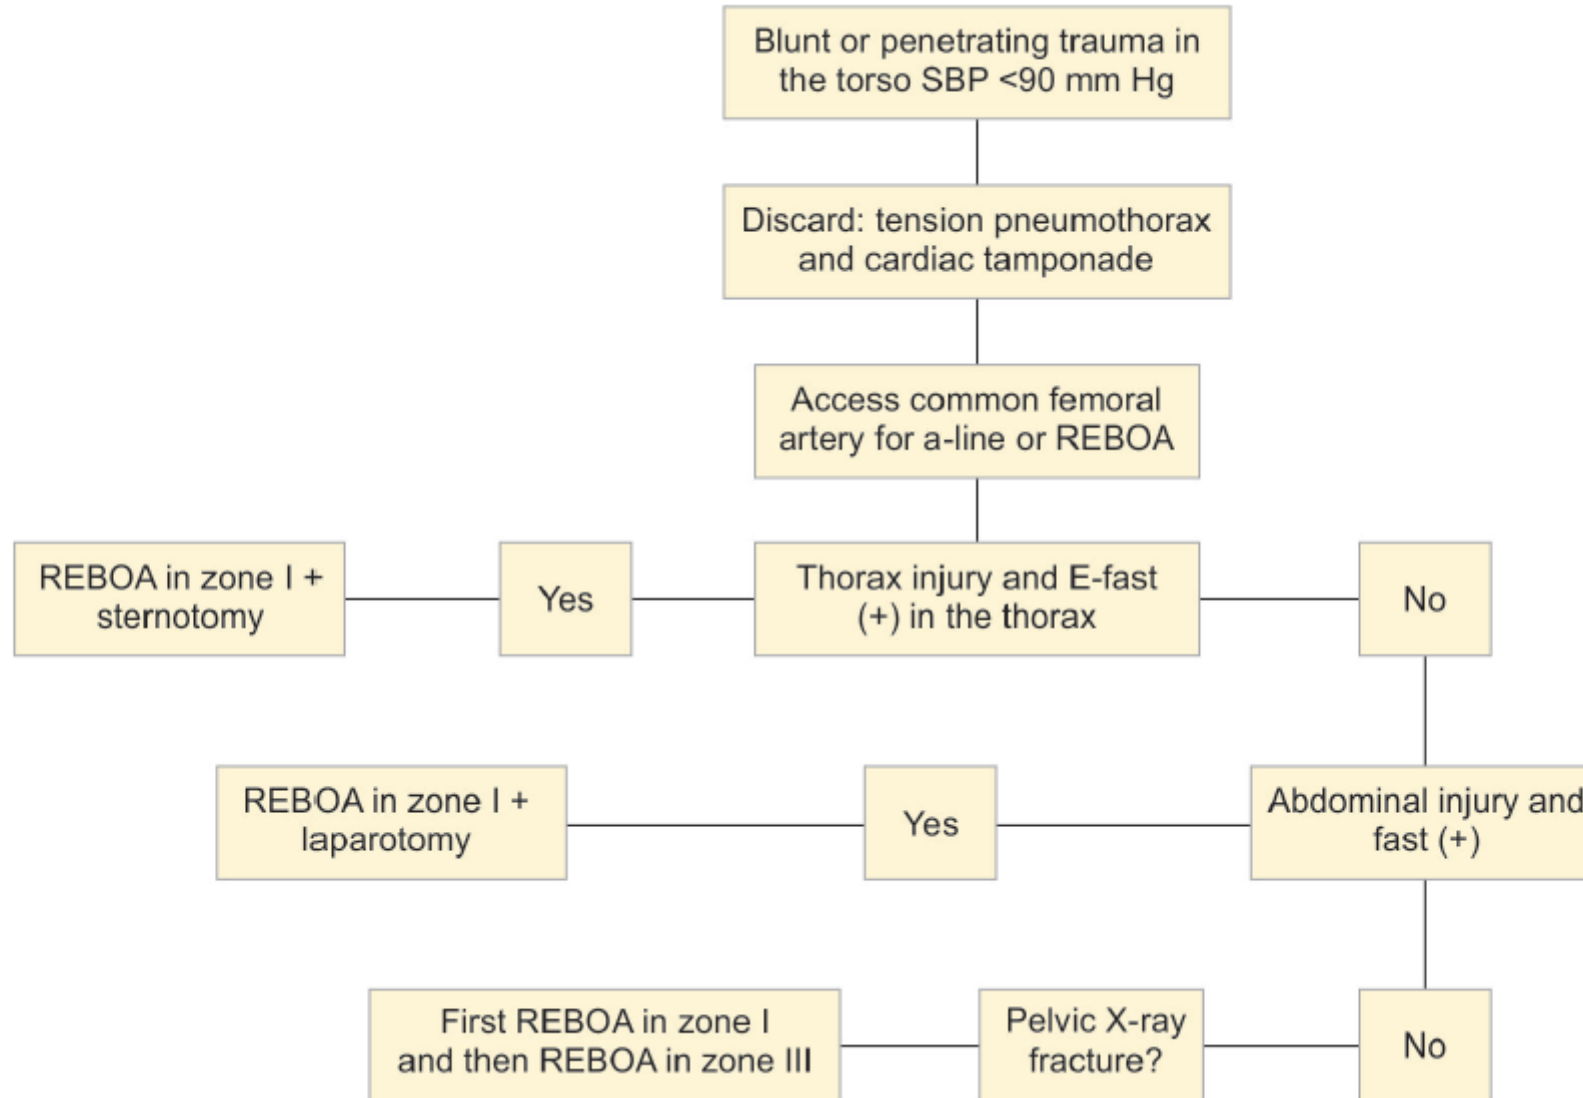 Blunt or penetrating trauma in
the torso SBP <90 mm Hg
Discard: tension pneumothorax
and cardiac tamponade
Access common femoral
artery for a-line or REBOA
REBOA in zone I +
sternotomy
Yes
Thorax injury and E-fast
(+) in the thorax
No
REBOA in zone I +
laparotomy
Yes
Abdominal injury and
fast (+)
First REBOA in zone I
and then REBOA in zone III
Pelvic X-ray
fracture?
No